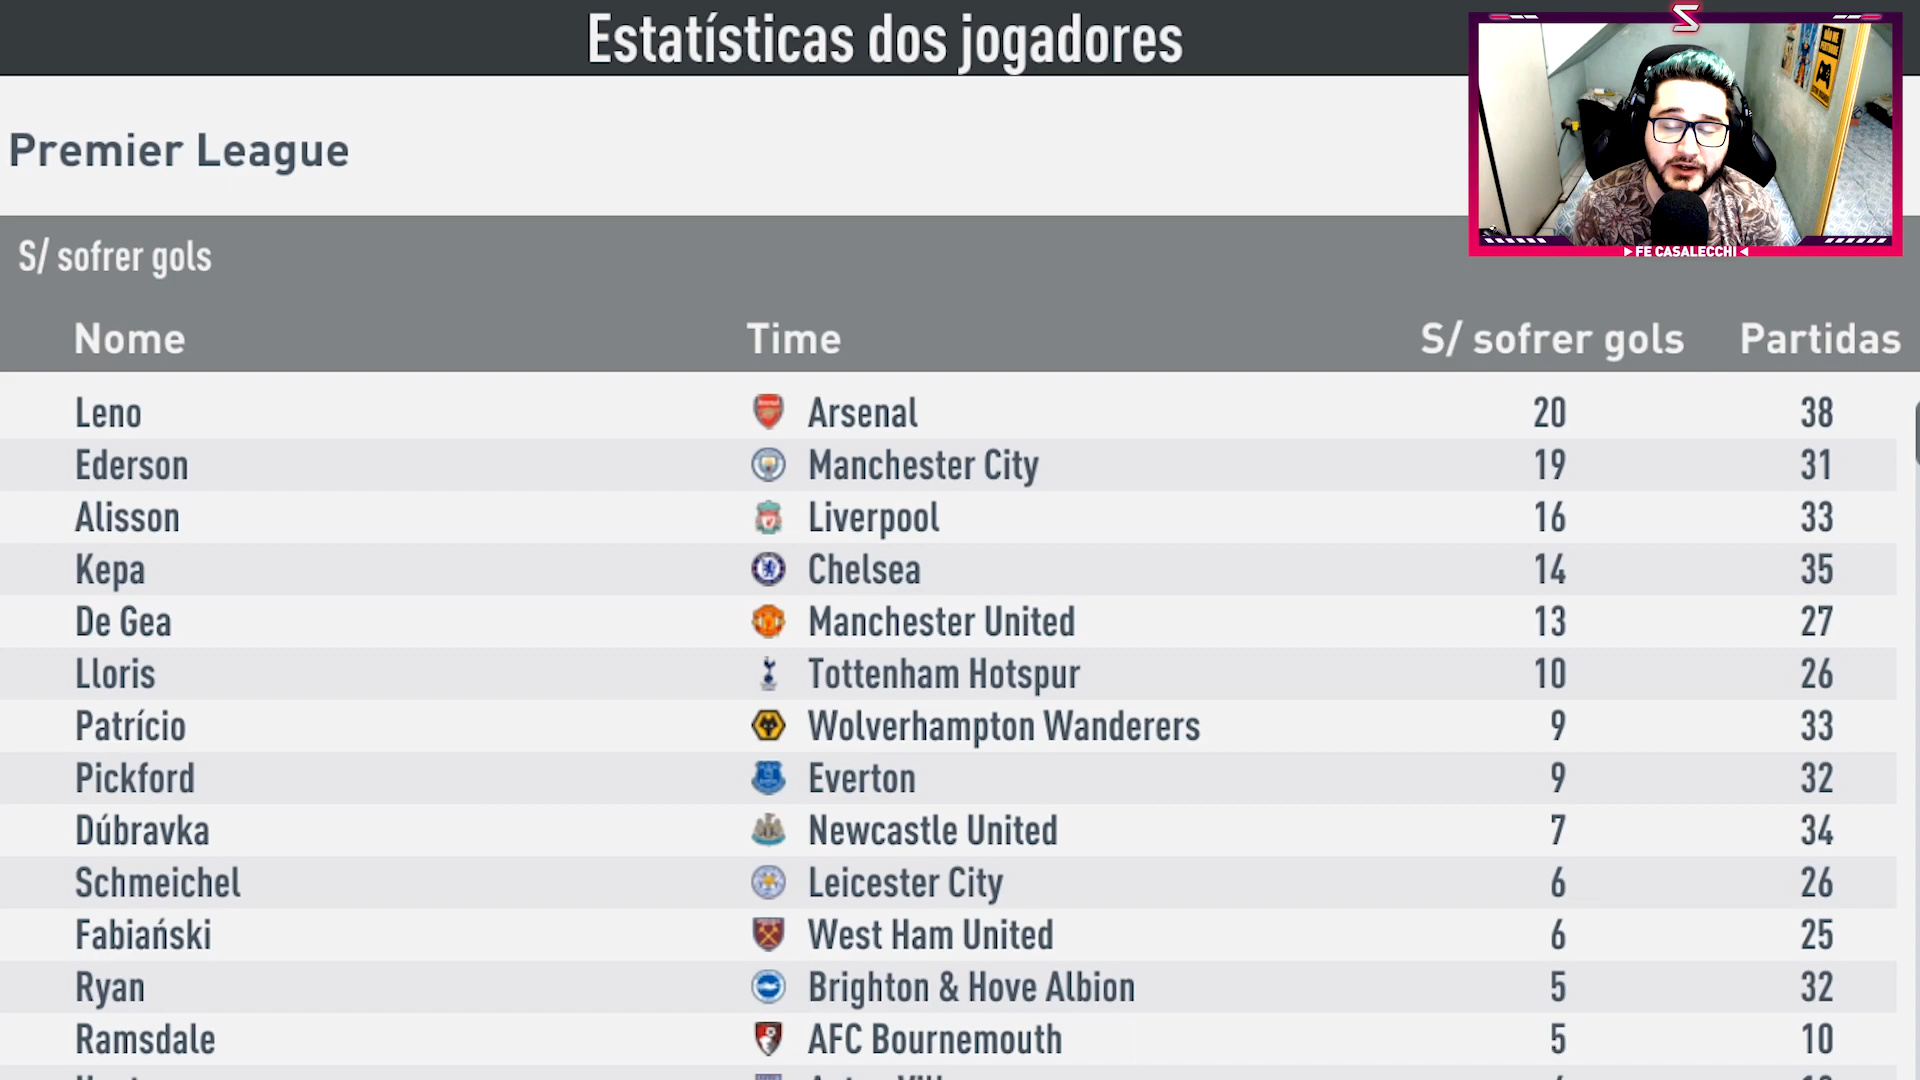 Estatísticas dos jogadores
Premier League
FE CASALECCHI
S/ sofrer gols
Nome Time S/ sofrer gols Partidas
Leno Arsenal 20 38
Ederson Manchester City 19 31
Alisson Liverpool 16 33
Kepa Chelsea 14 35
De Gea Manchester United 13 27
Lloris Tottenham Hotspur 10 26
Patrício Wolverhampton Wanderers 9 33
Pickford Everton 9 32
Dúbravka Newcastle United 7 34
Schmeichel Leicester City 6 26
Fabiański West Ham United 6 25
Ryan Brighton & Hove Albion 5 32
Ramsdale AFC Bournemouth 5 10